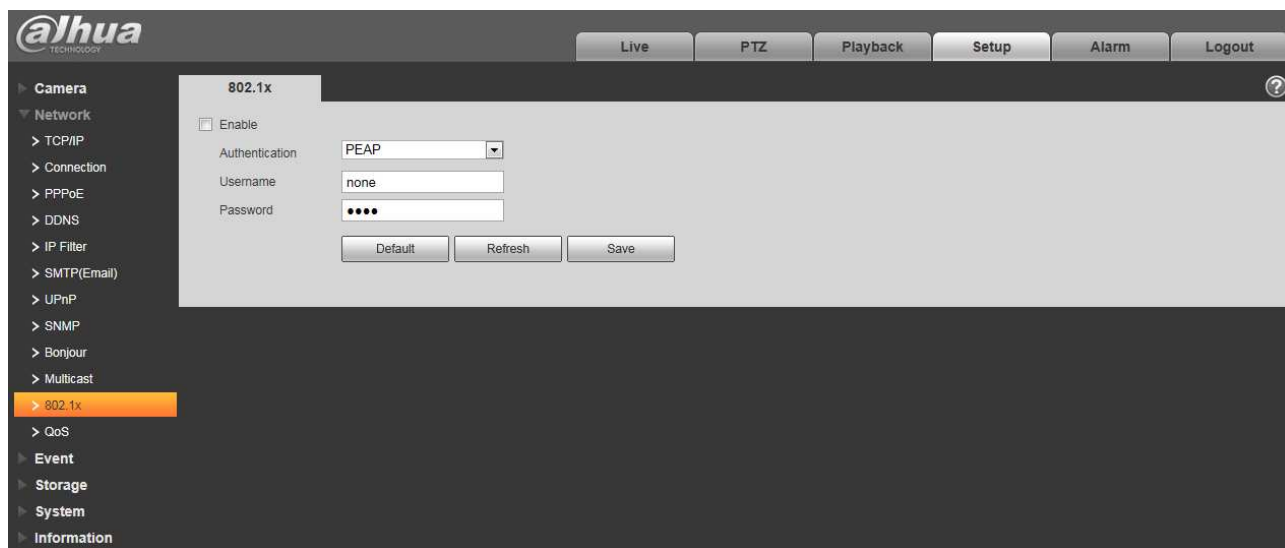 alhua
TECHNOLOGY
Live PTZ Playback Setup Alarm Logout
Camera
Network
> TCP/IP
> Connection
> PPPoE
> DDNS
> IP Filter
> SMTP(Email)
> UPnP
> SNMP
> Bonjour
> Multicast
> 802.1x
> QoS
Event
Storage
System
Information
802.1x
?
Enable
Authentication PEAP
Username none
Password ●●●●
Default Refresh Save